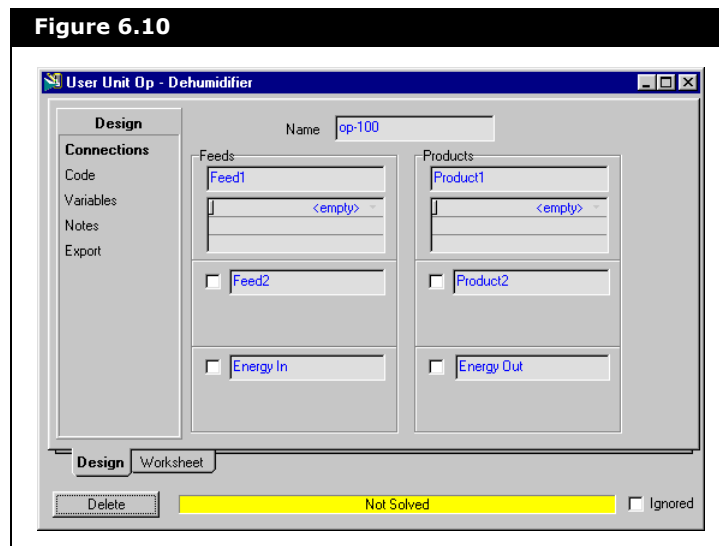 Figure 6.10
User Unit Op - Dehumidifier
Design
Connections
Code
Variables
Notes
Export
Name op-100
Feeds
Feed1
<empty>
Feed2
Energy In
Products
Product1
<empty>
Product2
Energy Out
Design Worksheet
Delete Not Solved Ignored